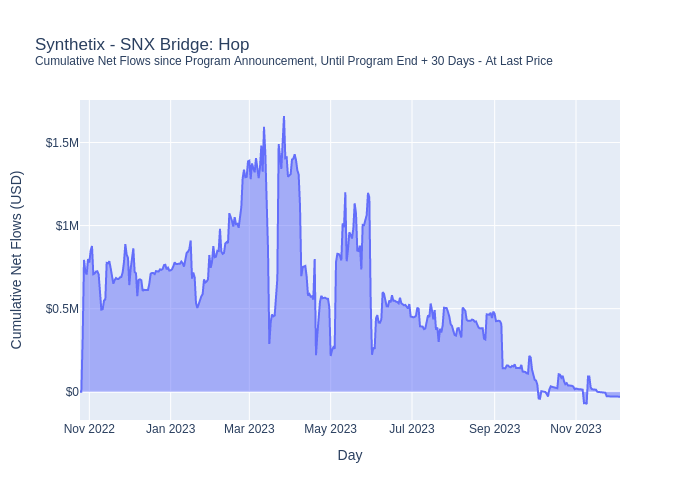 Synthetix - SNX Bridge: Hop
Cumulative Net Flows since Program Announcement, Until Program End + 30 Days - At Last Price
Cumulative Net Flows (USD)
$1.5M
$1M
$0.5M
$0
Nov 2022
Jan 2023
Mar 2023
May 2023
Jul 2023
Sep 2023
Nov 2023
Day